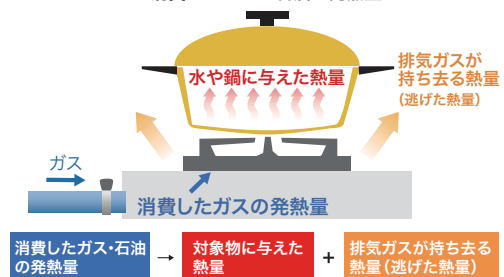 水や鍋に与えた熱量
排気ガスが
持ち去る熱量
(逃げた熱量)
ガス
消費したガスの発熱量
消費したガス・石油
の発熱量
→
対象物に与えた
熱量
+
排気ガスが持ち去る
熱量(逃げた熱量)